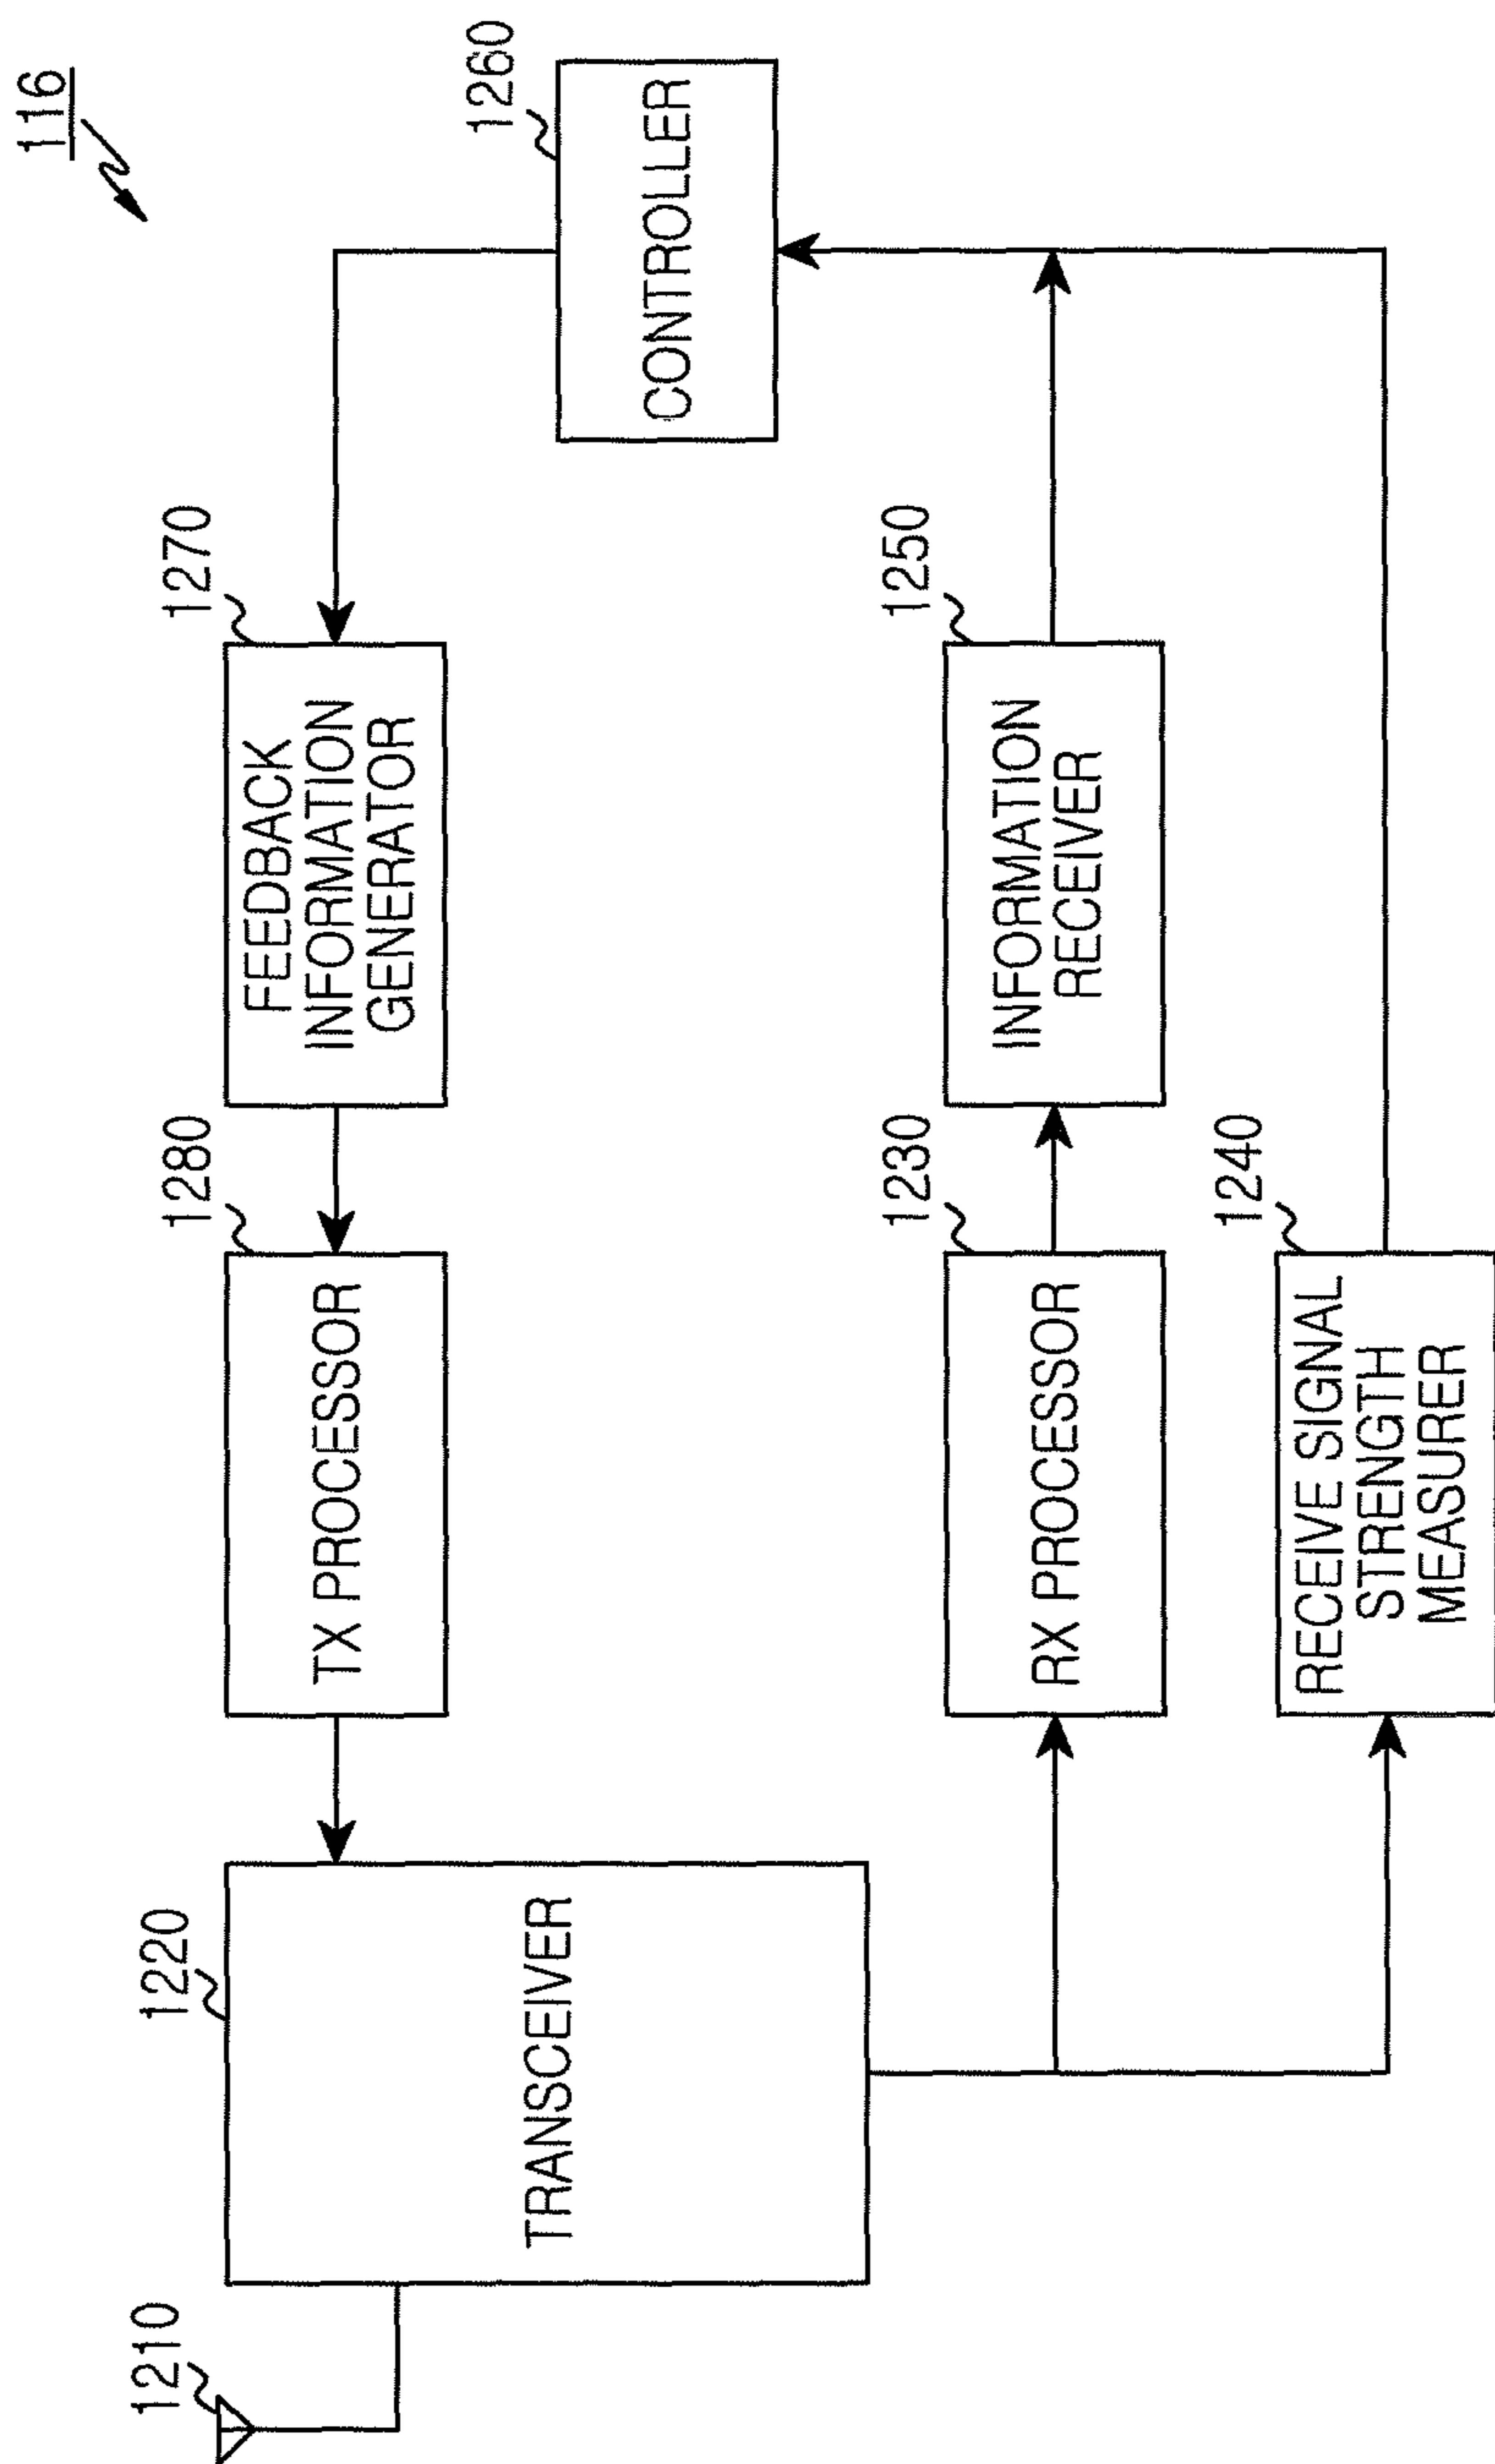 116
1210
1220
TRANSCEIVER
1280
TX PROCESSOR
1270
FEEDBACK
INFORMATION
GENERATOR
1260
CONTROLLER
1230
RX PROCESSOR
1250
INFORMATION
RECEIVER
1240
RECEIVE SIGNAL
STRENGTH
MEASURER